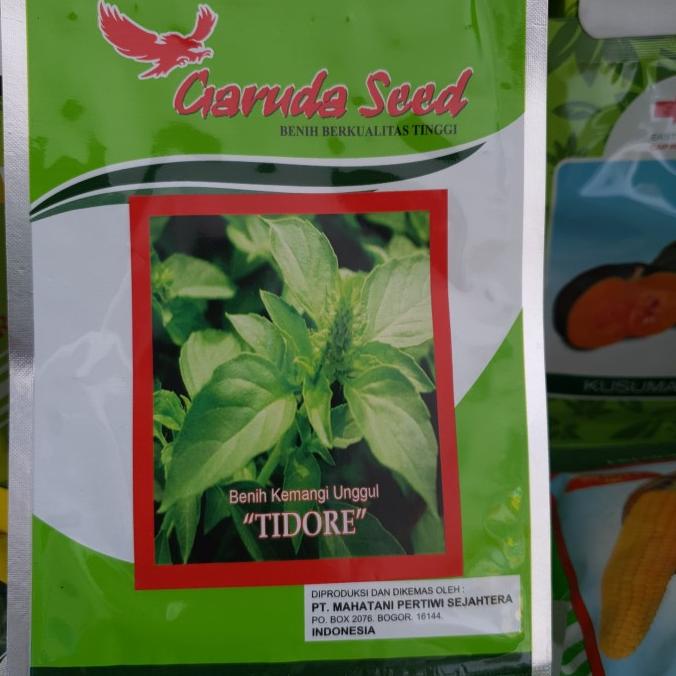 Garuda Seed
BENIH BERKUALITAS TINGGI
Benih Kemangi Unggul
"TIDORE"
DIPRODUKSI DAN DIKEMAS OLEH :
PT. MAHATANI PERTIWI SEJAHTERA
PO. BOX 2076. BOGOR. 16144.
INDONESIA
KUSUMA